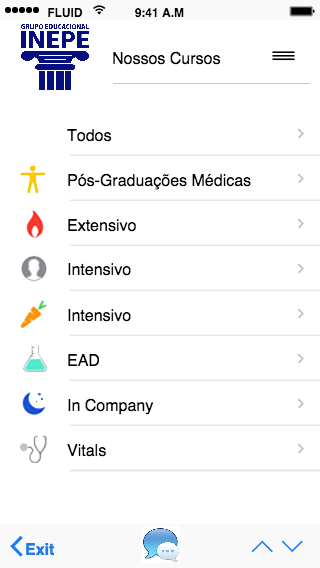 FLUID 9:41 A.M
GRUPO EDUCACIONAL
INEPE
Nossos Cursos
Todos
Pós-Graduações Médicas
Extensivo
Intensivo
Intensivo
EAD
In Company
Vitals
Exit